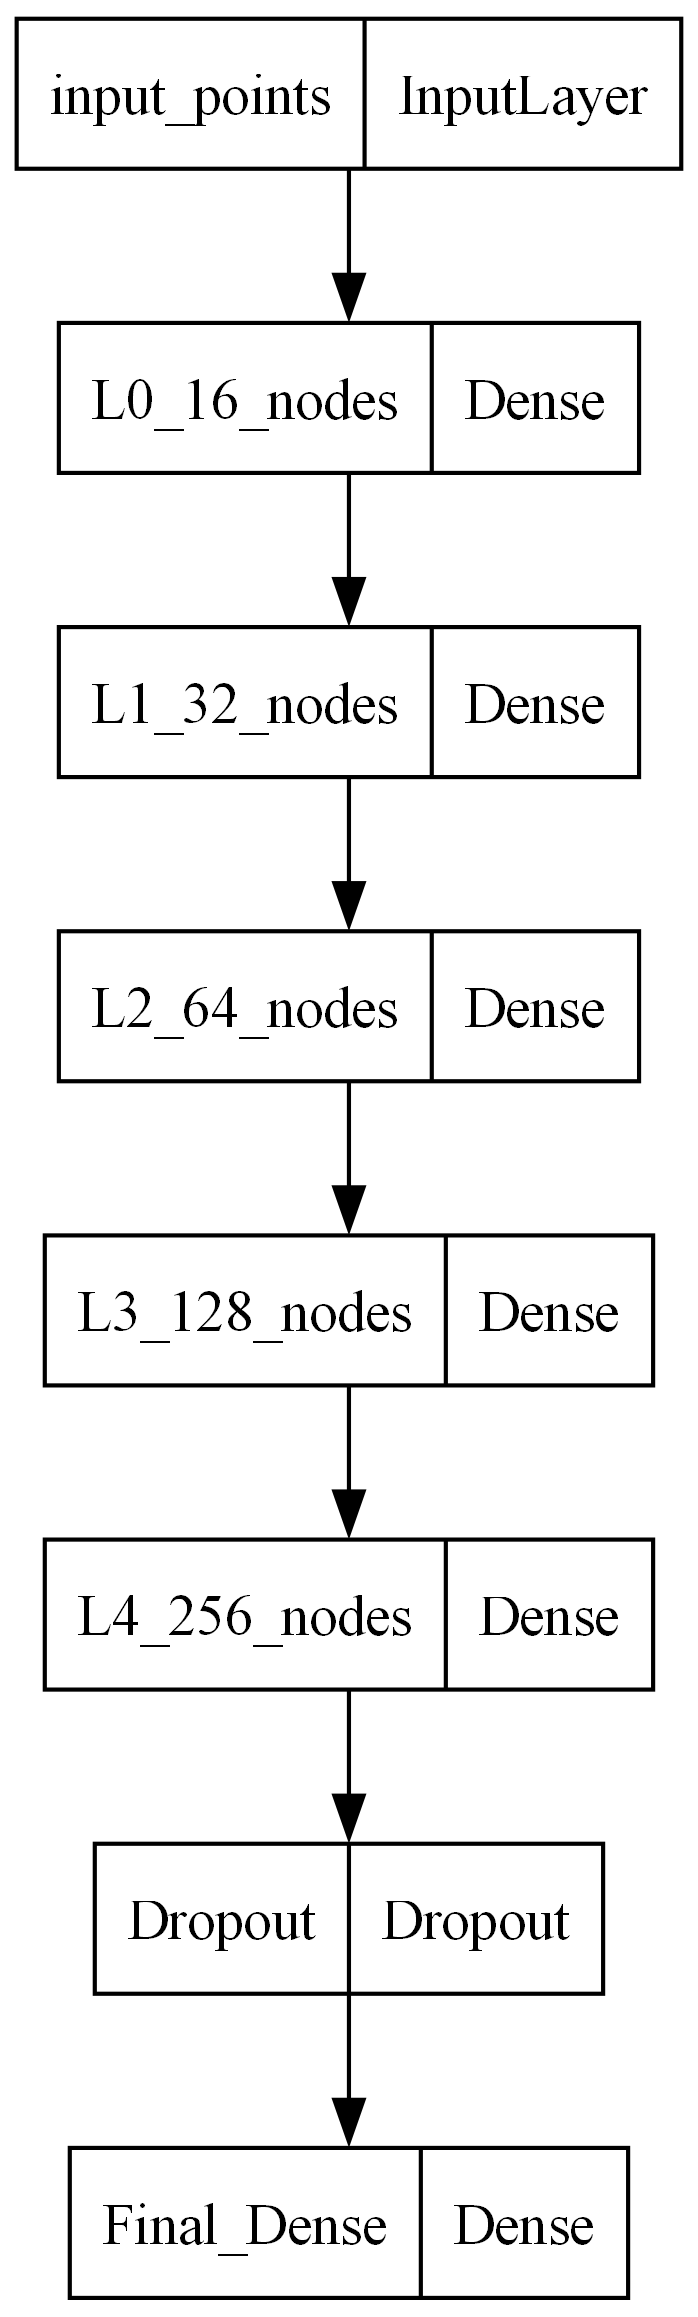 input_points InputLayer
L0_16_nodes Dense
L1_32_nodes Dense
L2_64_nodes Dense
L3_128_nodes Dense
L4_256_nodes Dense
Dropout Dropout
Final_Dense Dense